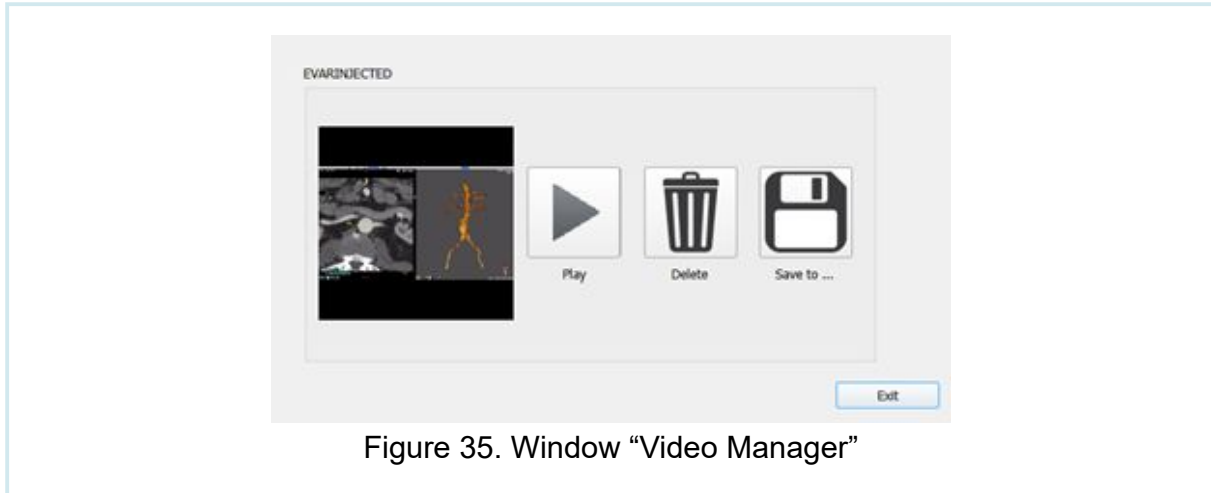 EVARINJECTED
Play
Delete
Save to ...
Exit
Figure 35. Window “Video Manager”